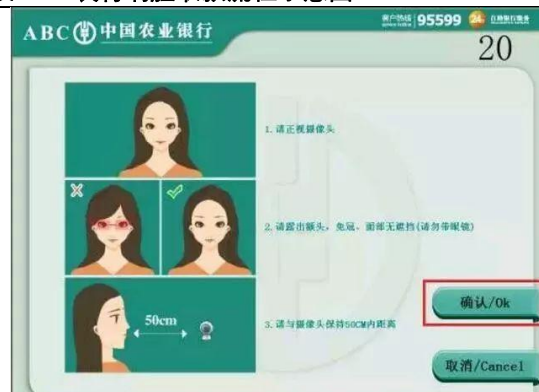 ABC 中国农业银行
95599
20
1. 请正视摄像头
2. 请露出额头，免冠、面部无遮挡(请勿带眼镜)
50cm
3. 请与摄像头保持50CM内距离
确认/Ok
取消/Cancel